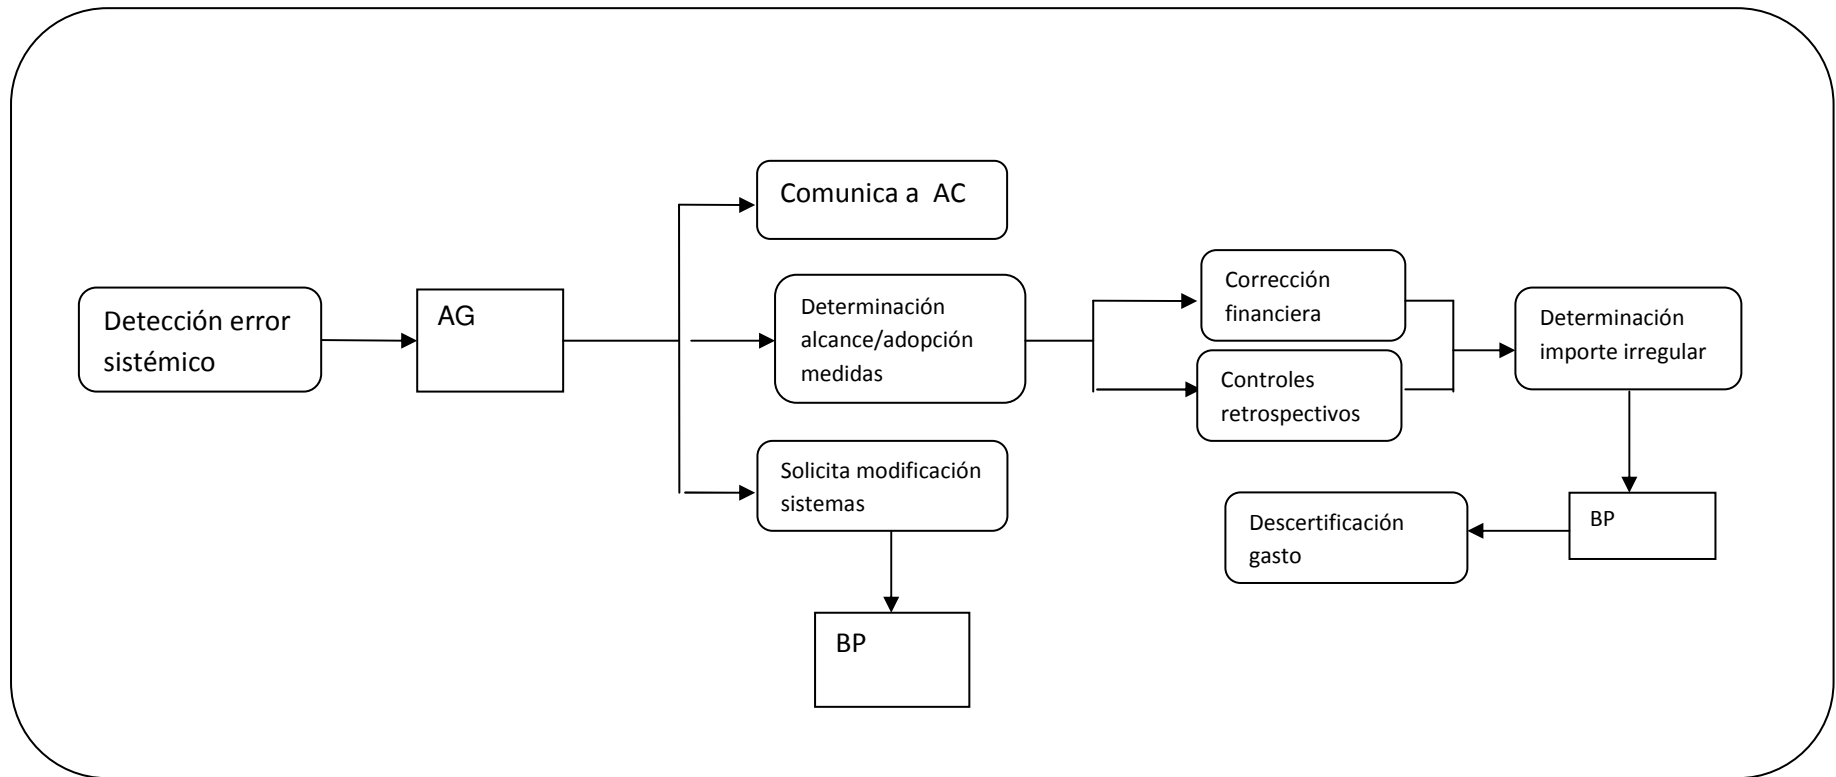 Detección error
sistémico
AG
Comunica a  AC
Determinación
alcance/adopción
medidas
Solicita modificación
sistemas
BP
Corrección
financiera
Controles
retrospectivos
Determinación
importe irregular
BP
Descertificación
gasto